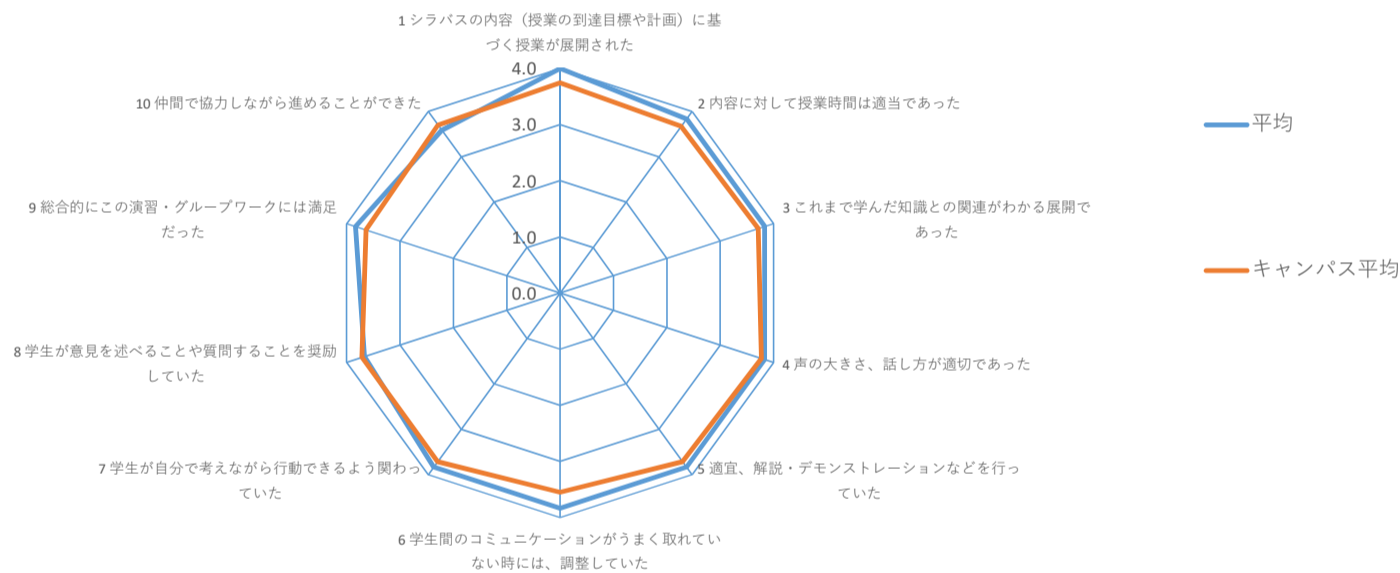 1 シラバスの内容（授業の到達目標や計画）に基
づく授業が展開された
2 内容に対して授業時間は適当であった
3 これまで学んだ知識との関連がわかる展開で
あった
4 声の大きさ、話し方が適切であった
5 適宜、解説・デモンストレーションなどを行っ
ていた
6 学生間のコミュニケーションがうまく取れてい
ない時には、調整していた
7 学生が自分で考えながら行動できるよう関わっ
ていた
8 学生が意見を述べることや質問することを奨励
していた
9 総合的にこの演習・グループワークには満足
だった
10 仲間で協力しながら進めることができた
4.0
3.0
2.0
1.0
0.0
平均
キャンパス平均